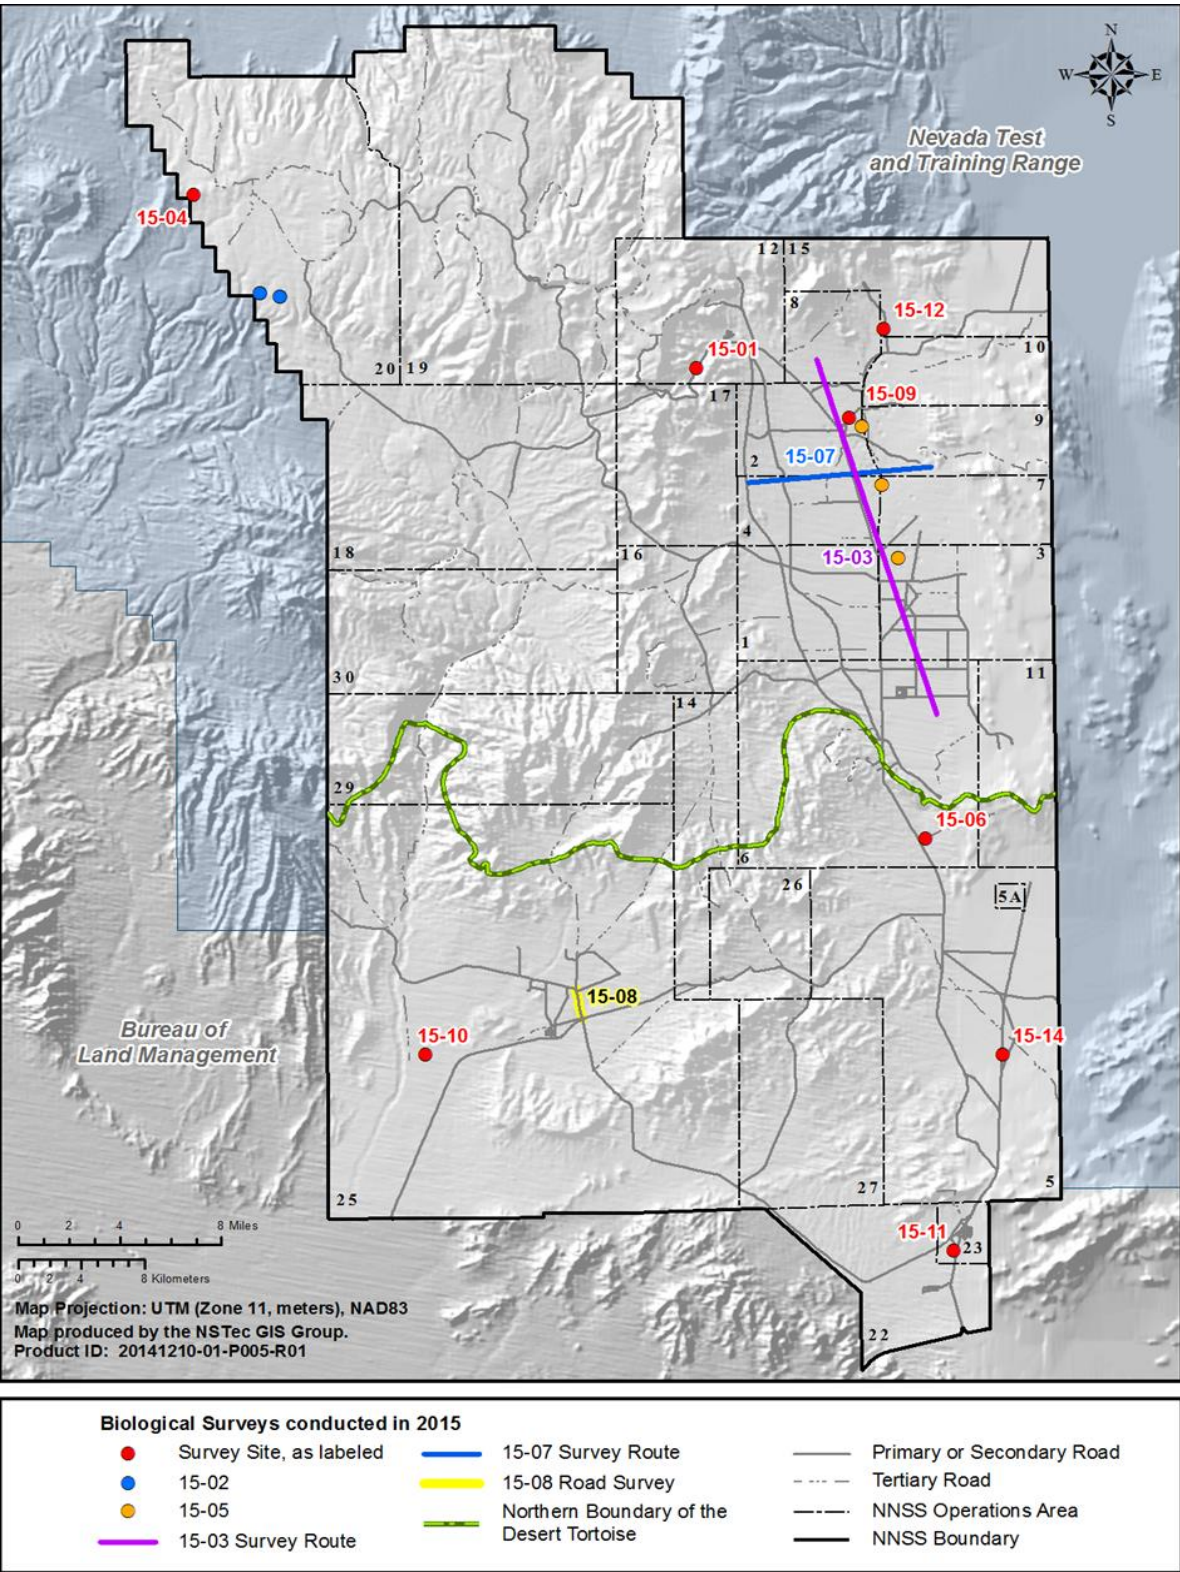 N
W E
S
Nevada Test
and Training Range
15-04
12 15
8
15-12
10
15-01
20 19
17
15-09
9
2
15-07
7
4
18
16
15-03
3
1
11
30
14
29
15-06
6
26
5A
15-08
Bureau of
Land Management
15-10
15-14
25
27
5
15-11
23
22
0 2 4 8 Miles
0 2 4 8 Kilometers
Map Projection: UTM (Zone 11, meters), NAD83
Map produced by the NSTec GIS Group.
Product ID: 20141210-01-P005-R01
Biological Surveys conducted in 2015
Survey Site, as labeled
15-02
15-05
15-03 Survey Route
15-07 Survey Route
15-08 Road Survey
Northern Boundary of the
Desert Tortoise
Primary or Secondary Road
Tertiary Road
NNSS Operations Area
NNSS Boundary